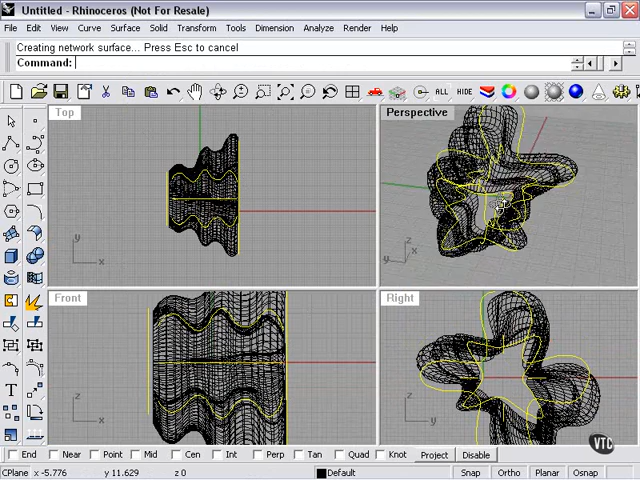 Untitled - Rhinoceros (Not For Resale)
File Edit View Curve Surface Solid Transform Tools Dimension Analyze Render Help
Creating network surface... Press Esc to cancel
Command:
ALL HIDE
Top
Perspective
y x
z y x
Front
Right
z x
z y
VTC
End Near Point Mid Cen Int Perp Tan Quad Knot Project Disable
CPlane x -5.776 y 11.629 z 0 Default Snap Ortho Planar Osnap